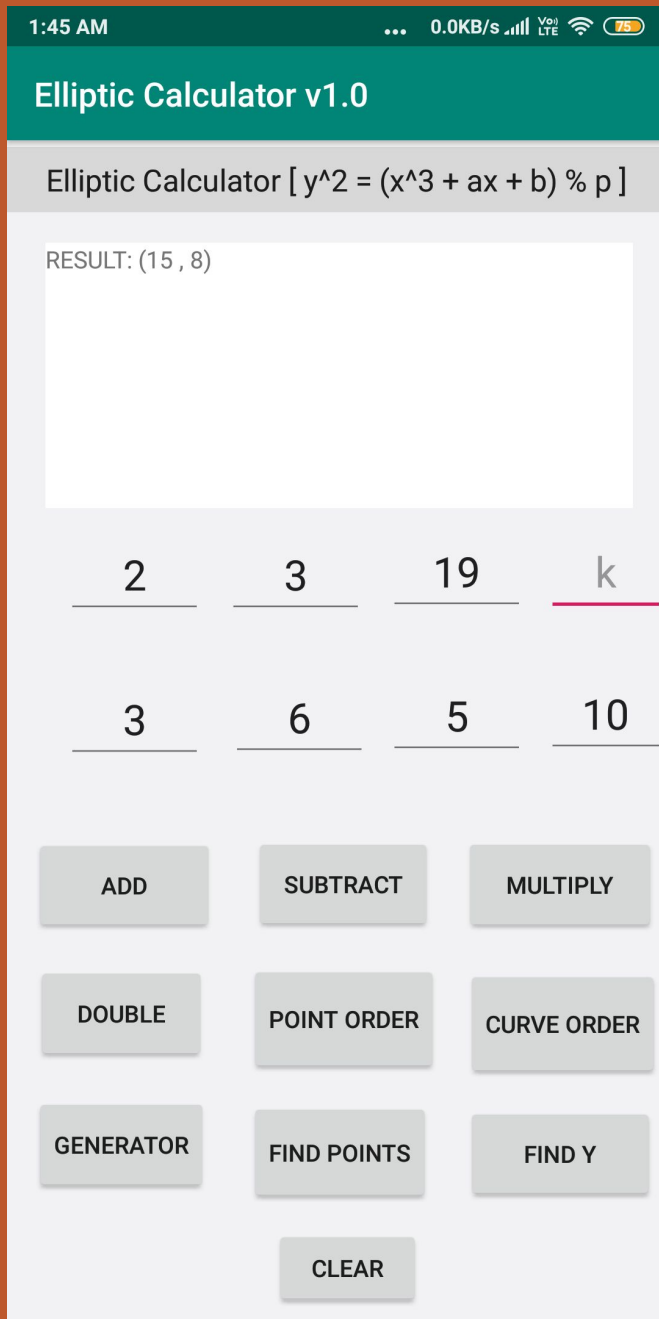 1:45 AM ... 0.0KB/s Vo) LTE 75
Elliptic Calculator v1.0
Elliptic Calculator [ y^2 = (x^3 + ax + b) % p ]
RESULT: (15 , 8)
2 3 19 k
3 6 5 10
ADD SUBTRACT MULTIPLY
DOUBLE POINT ORDER CURVE ORDER
GENERATOR FIND POINTS FIND Y
CLEAR